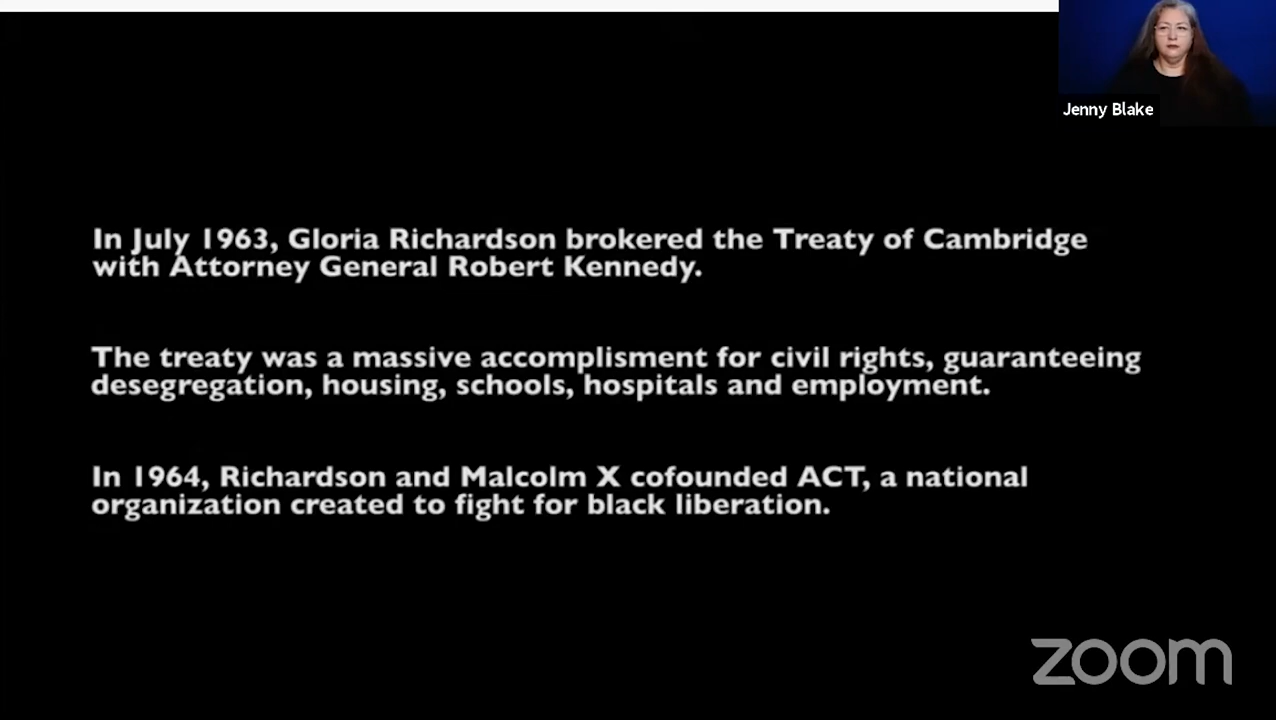 Jenny Blake
In July 1963, Gloria Richardson brokered the Treaty of Cambridge
with Attorney General Robert Kennedy.
The treaty was a massive accomplisment for civil rights, guaranteeing
desegregation, housing, schools, hospitals and employment.
In 1964, Richardson and Malcolm X cofounded ACT, a national
organization created to fight for black liberation.
zoom